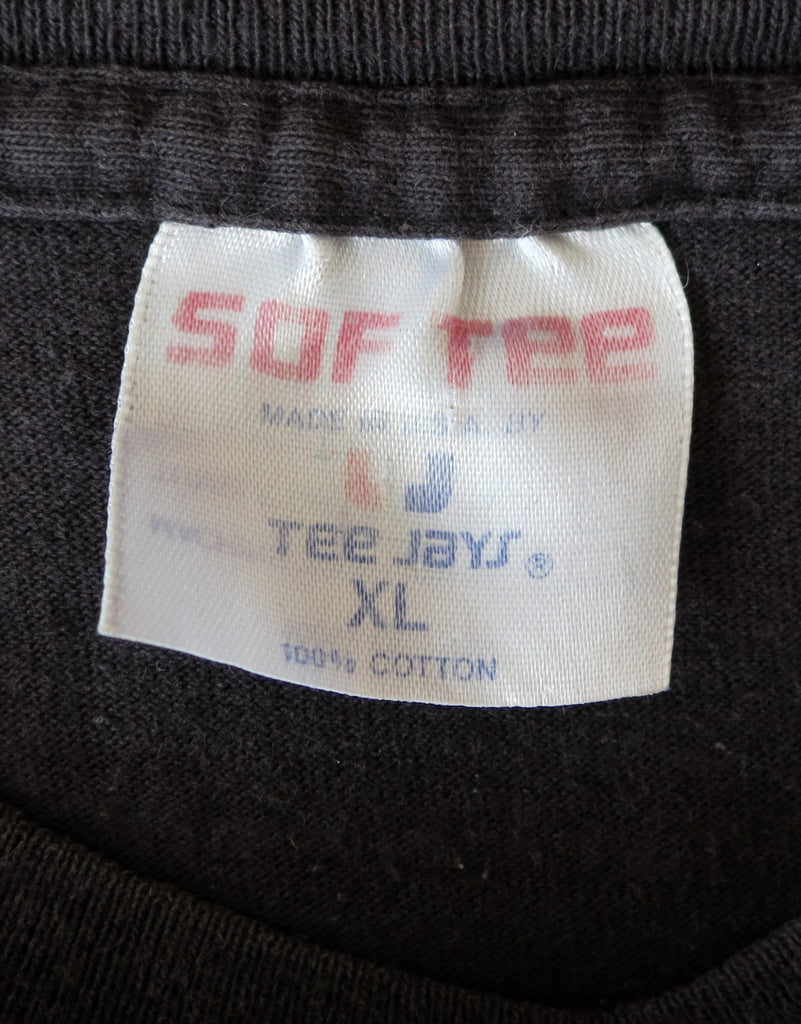 SOF TEE
MADE IN U.S.A. BY
TJ
TEE JAYS ®
XL
100% COTTON